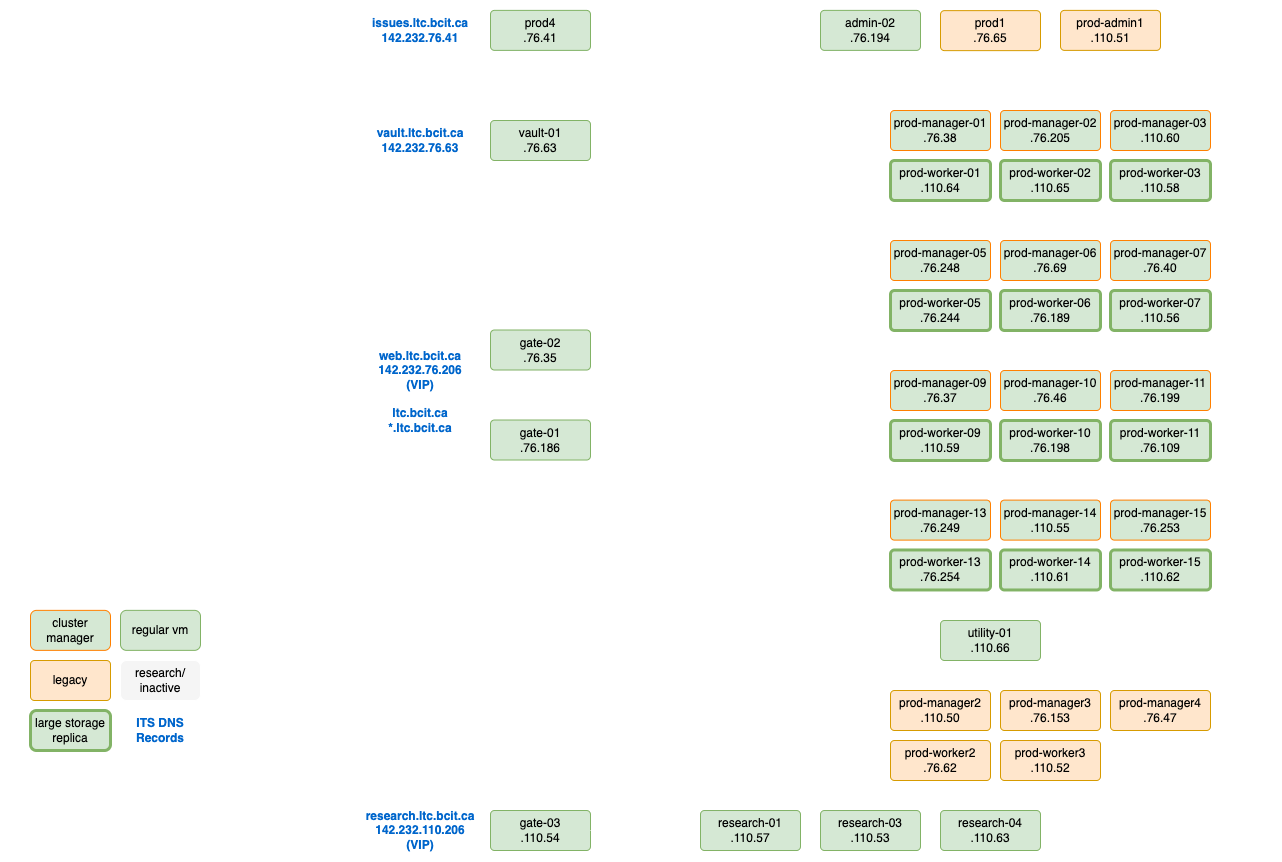 issues.ltc.bcit.ca
142.232.76.41
prod4
.76.41
admin-02
.76.194
prod1
.76.65
prod-admin1
.110.51
vault.ltc.bcit.ca
142.232.76.63
vault-01
.76.63
prod-manager-01
.76.38
prod-manager-02
.76.205
prod-manager-03
.110.60
prod-worker-01
.110.64
prod-worker-02
.110.65
prod-worker-03
.110.58
prod-manager-05
.76.248
prod-manager-06
.76.69
prod-manager-07
.76.40
prod-worker-05
.76.244
prod-worker-06
.76.189
prod-worker-07
.110.56
gate-02
.76.35
web.ltc.bcit.ca
142.232.76.206
(VIP)
ltc.bcit.ca
*.ltc.bcit.ca
gate-01
.76.186
prod-manager-09
.76.37
prod-manager-10
.76.46
prod-manager-11
.76.199
prod-worker-09
.110.59
prod-worker-10
.76.198
prod-worker-11
.76.109
prod-manager-13
.76.249
prod-manager-14
.110.55
prod-manager-15
.76.253
prod-worker-13
.76.254
prod-worker-14
.110.61
prod-worker-15
.110.62
cluster
manager
regular vm
legacy
research/
inactive
large storage
replica
ITS DNS
Records
utility-01
.110.66
prod-manager2
.110.50
prod-manager3
.76.153
prod-manager4
.76.47
prod-worker2
.76.62
prod-worker3
.110.52
research.ltc.bcit.ca
142.232.110.206
(VIP)
gate-03
.110.54
research-01
.110.57
research-03
.110.53
research-04
.110.63